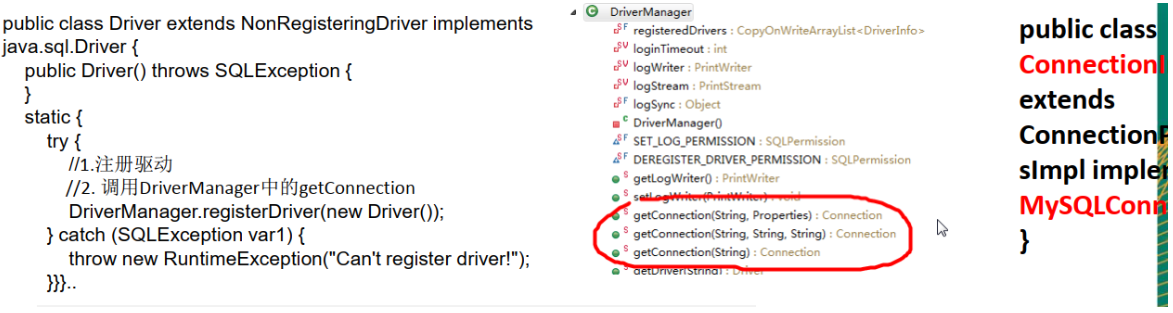 public class Driver extends NonRegisteringDriver implements
java.sql.Driver {
public Driver() throws SQLException {
}
static {
try {
//1.注册驱动
//2. 调用DriverManager中的getConnection
DriverManager.registerDriver(new Driver());
} catch (SQLException var1) {
throw new RuntimeException("Can't register driver!");
}}}..
DriverManager
registeredDrivers : CopyOnWriteArrayList<DriverInfo>
loginTimeout : int
logWriter : PrintWriter
logStream : PrintStream
logSync : Object
DriverManager()
SET_LOG_PERMISSION : SQLPermission
DEREGISTER_DRIVER_PERMISSION : SQLPermission
getLogWriter() : PrintWriter
setLogWriter(PrintWriter) : void
getConnection(String, Properties) : Connection
getConnection(String, String, String) : Connection
getConnection(String) : Connection
getDriver(String) : Driver
public class
Connection
extends
Connection
sImpl imple
MySQLConn
}